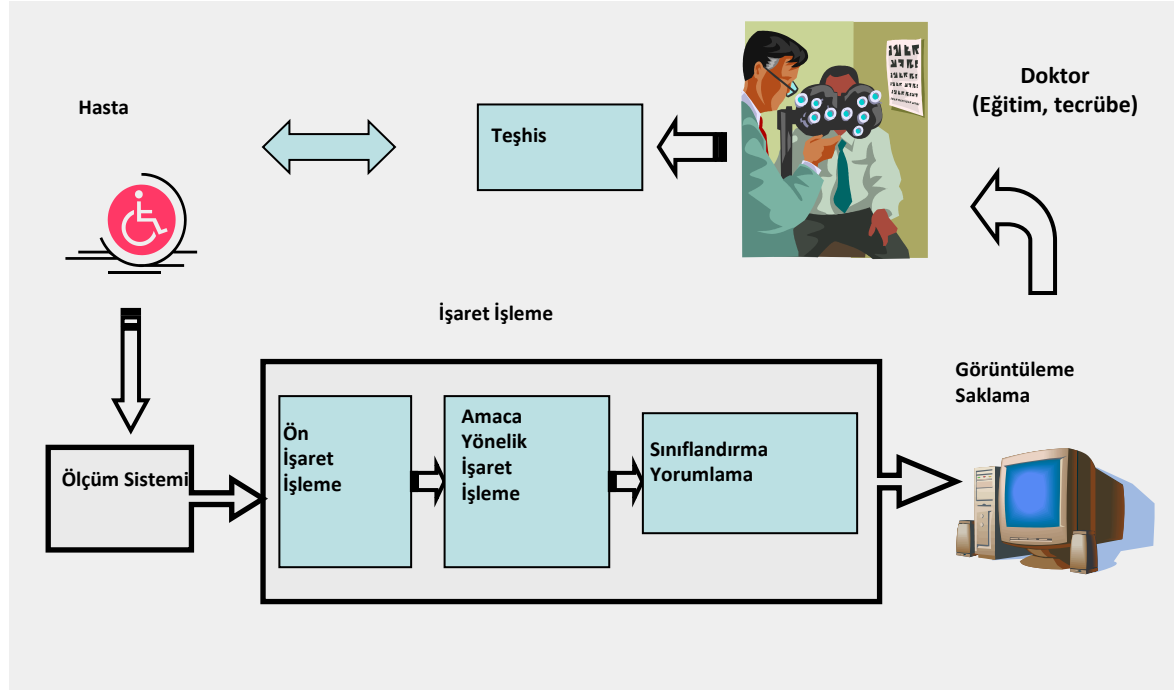 Hasta
Teşhis
Doktor
(Eğitim, tecrübe)
İşaret İşleme
Görüntüleme
Saklama
Ölçüm Sistemi
Ön
İşaret
İşleme
Amaca
Yönelik
İşaret
İşleme
Sınıflandırma
Yorumlama